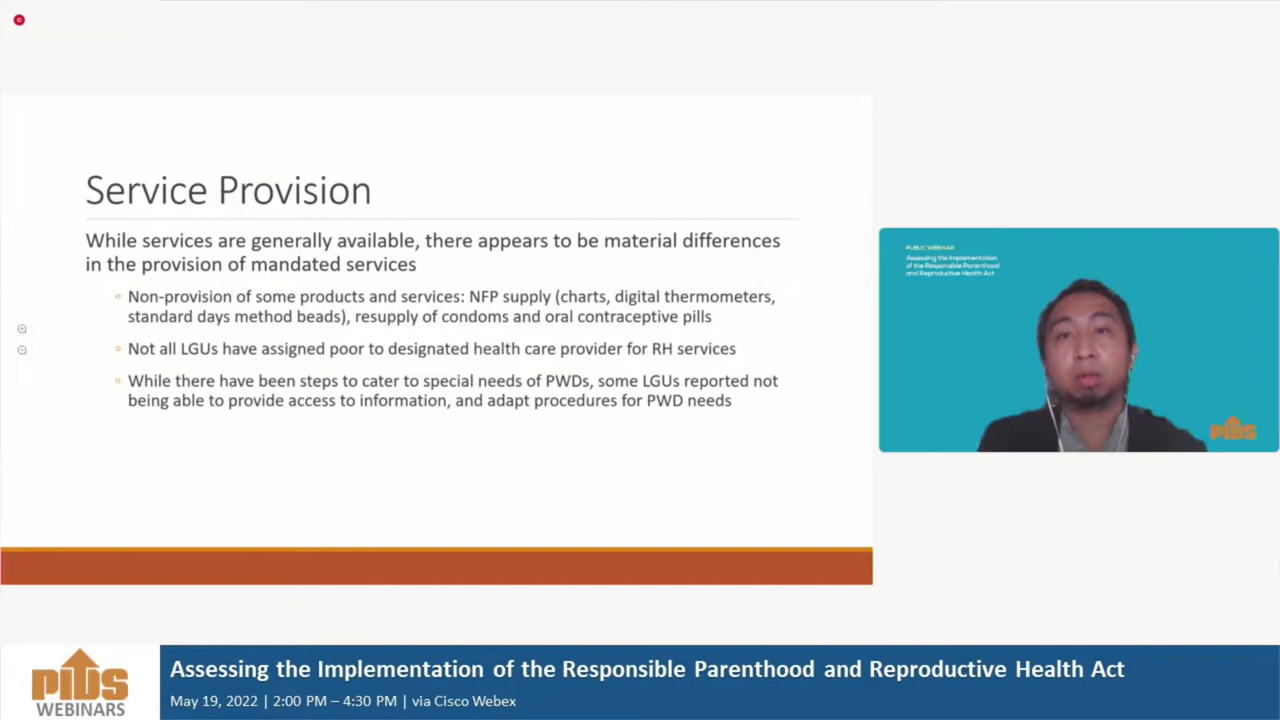 Service Provision
While services are generally available, there appears to be material differences
in the provision of mandated services
Non-provision of some products and services: NFP supply (charts, digital thermometers,
standard days method beads), resupply of condoms and oral contraceptive pills
Not all LGUs have assigned poor to designated health care provider for RH services
While there have been steps to cater to special needs of PWDs, some LGUs reported not
being able to provide access to information, and adapt procedures for PWD needs
PUBLIC WEBINAR
Assessing the Implementation
of the Responsible Parenthood
and Reproductive Health Act
PIDS
PIDS
WEBINARS
Assessing the Implementation of the Responsible Parenthood and Reproductive Health Act
May 19, 2022 | 2:00 PM – 4:30 PM | via Cisco Webex